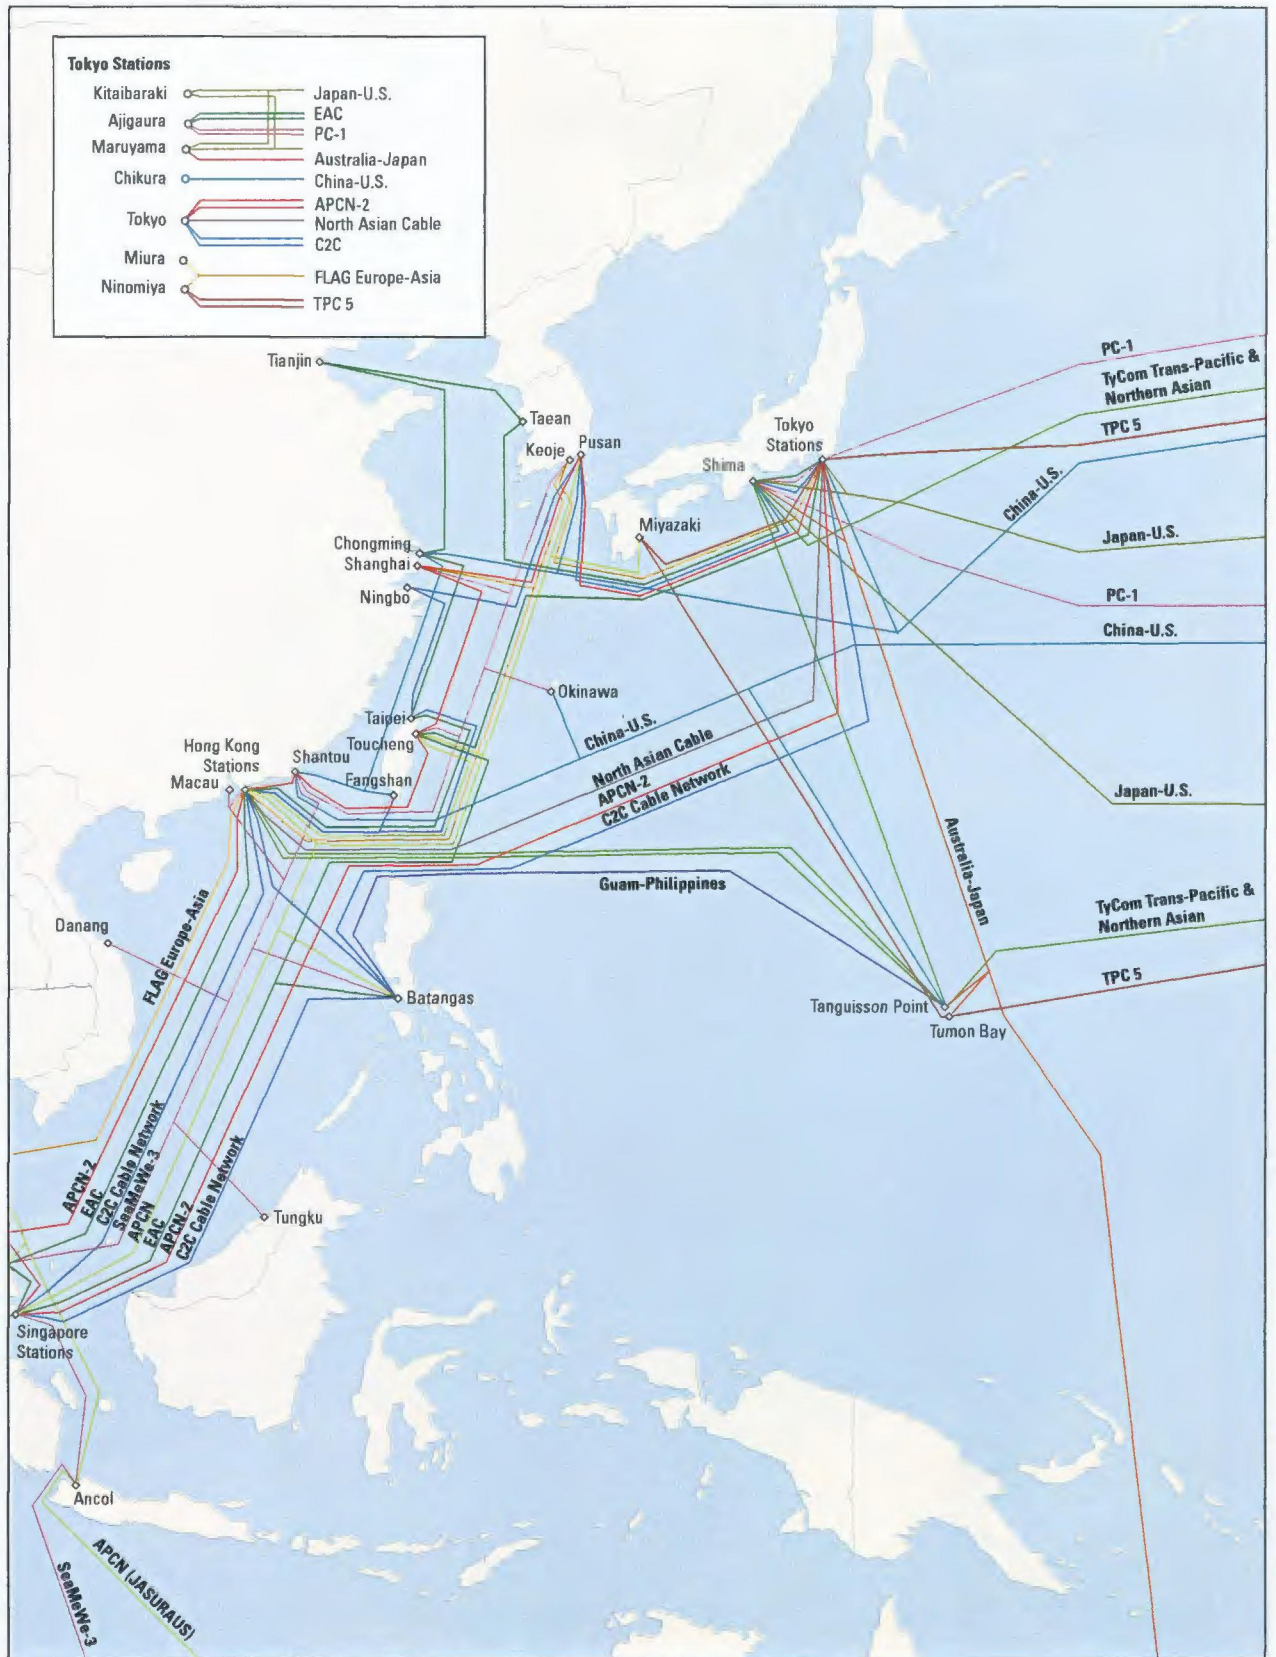 Tokyo Stations
Kitaibaraki
Japan-U.S.
EAC
Ajigaura
PC-1
Maruyama
Australia-Japan
Chikura
China-U.S.
APCN-2
Tokyo
North Asian Cable
C2C
Miura
FLAG Europe-Asia
Ninomiya
TPC 5
Tianjin
PC-1
TyCom Trans-Pacific &
Northern Asian
Taean
TPC 5
Tokyo
Stations
Keoje
Pusan
Shima
China-U.S.
Miyazaki
Japan-U.S.
Chongming
Shanghai
Ningbo
PC-1
China-U.S.
Okinawa
Taipei
Toucheng
China-U.S.
Hong Kong
Stations
Shantou
North Asian Cable
Macau
Fangshan
APCN-2
C2C Cable Network
Japan-U.S.
Australia-Japan
Guam-Philippines
TyCom Trans-Pacific &
Northern Asian
Danang
FLAG Europe-Asia
TPC 5
Batangas
Tanguisson Point
Tumon Bay
APCN-2
EAC
C2C Cable Network
SeaMeWe-3
APCN
EAC
APCN-2
C2C Cable Network
Tungku
Singapore
Stations
Ancol
APCN (JASURAUS)
SeaMeWe-3